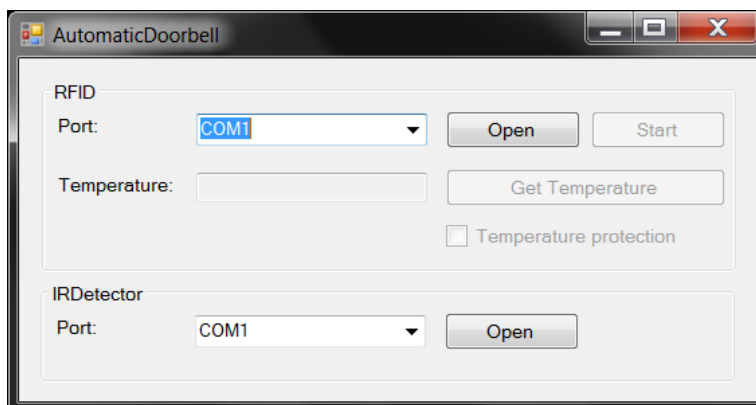 AutomaticDoorbell
RFID
Port: COM1 Open Start
Temperature: Get Temperature
Temperature protection
IRDetector
Port: COM1 Open